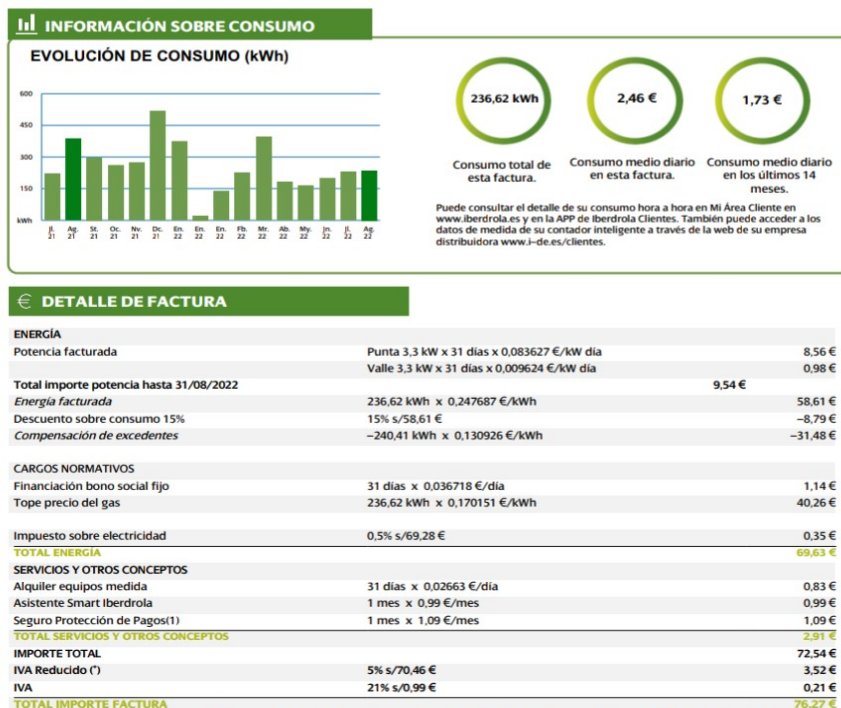 INFORMACIÓN SOBRE CONSUMO
EVOLUCIÓN DE CONSUMO (kWh)
600
450
300
150
kWh
Jl. 21 Ag. 21 St. 21 Oc. 21 Nv. 21 Dc. 21 En. 22 En. 22 En. 22 Fb. 22 Mr. 22 Ab. 22 My. 22 Jn. 22 Jl. 22 Ag. 22
236,62 kWh
Consumo total de
esta factura.
2,46 €
Consumo medio diario
en esta factura.
1,73 €
Consumo medio diario
en los últimos 14
meses.
Puede consultar el detalle de su consumo hora a hora en Mi Área Cliente en
www.iberdrola.es y en la APP de Iberdrola Clientes. También puede acceder a los
datos de medida de su contador inteligente a través de la web de su empresa
distribuidora www.i-de.es/clientes.
€ DETALLE DE FACTURA
ENERGÍA
Potencia facturada Punta 3,3 kW x 31 días x 0,083627 €/kW día 8,56 €
Valle 3,3 kW x 31 días x 0,009624 €/kW día 0,98 €
Total importe potencia hasta 31/08/2022 9,54 €
Energía facturada 236,62 kWh x 0,247687 €/kWh 58,61 €
Descuento sobre consumo 15% 15% s/58,61 € −8,79 €
Compensación de excedentes −240,41 kWh x 0,130926 €/kWh −31,48 €
CARGOS NORMATIVOS
Financiación bono social fijo 31 días x 0,036718 €/día 1,14 €
Tope precio del gas 236,62 kWh x 0,170151 €/kWh 40,26 €
Impuesto sobre electricidad 0,5% s/69,28 € 0,35 €
TOTAL ENERGÍA 69,63 €
SERVICIOS Y OTROS CONCEPTOS
Alquiler equipos medida 31 días x 0,02663 €/día 0,83 €
Asistente Smart Iberdrola 1 mes x 0,99 €/mes 0,99 €
Seguro Protección de Pagos(1) 1 mes x 1,09 €/mes 1,09 €
TOTAL SERVICIOS Y OTROS CONCEPTOS 2,91 €
IMPORTE TOTAL 72,54 €
IVA Reducido (*) 5% s/70,46 € 3,52 €
IVA 21% s/0,99 € 0,21 €
TOTAL IMPORTE FACTURA 76,27 €